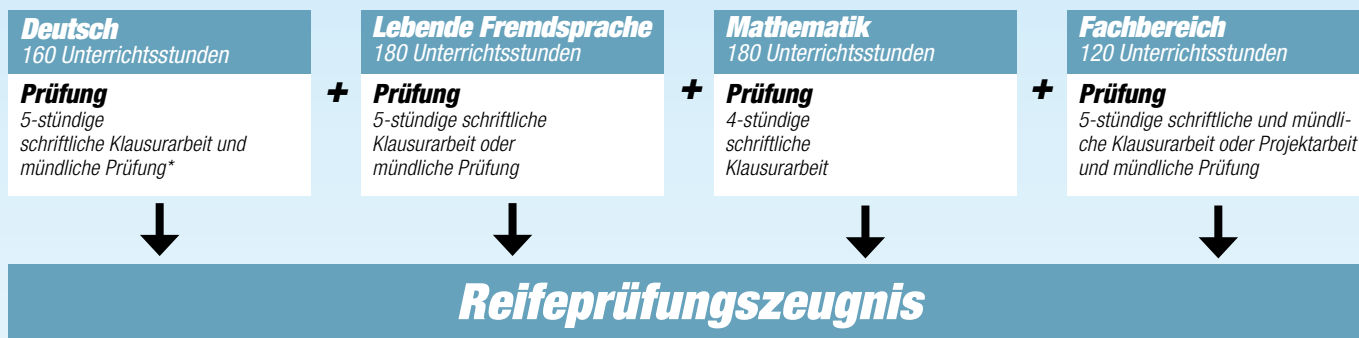 Deutsch
160 Unterrichtsstunden
Prüfung
5-stündige
schriftliche Klausurarbeit und
mündliche Prüfung*
+
Lebende Fremdsprache
180 Unterrichtsstunden
Prüfung
5-stündige schriftliche
Klausurarbeit oder
mündliche Prüfung
+
Mathematik
180 Unterrichtsstunden
Prüfung
4-stündige
schriftliche
Klausurarbeit
+
Fachbereich
120 Unterrichtsstunden
Prüfung
5-stündige schriftliche und mündli-
che Klausurarbeit oder Projektarbeit
und mündliche Prüfung
Reifeprüfungszeugnis